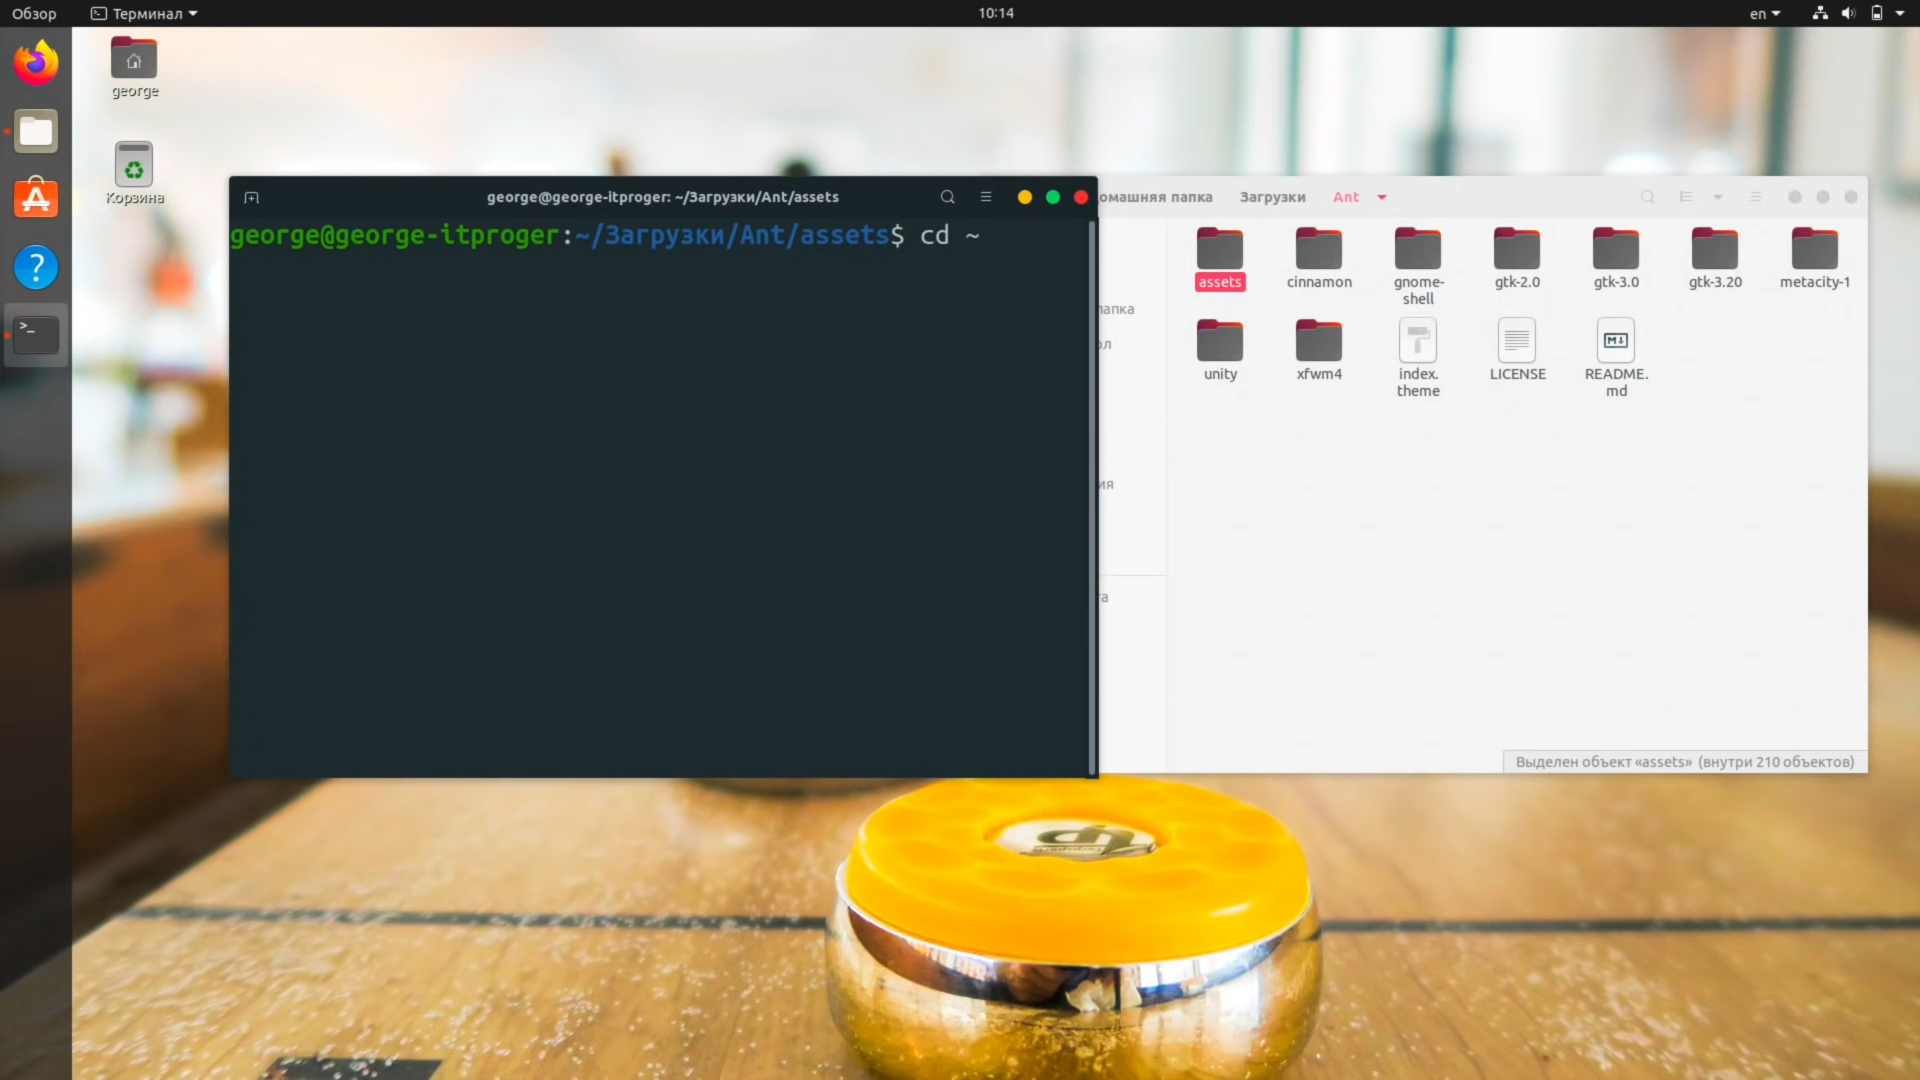 Обзор
Терминал
10:14
en
george
Корзина
george@george-itproger: ~/Загрузки/Ant/assets
george@george-itproger:~/Загрузки/Ant/assets$ cd ~
омашняя папка
Загрузки
Ant
апка
ол
ия
та
assets
cinnamon
gnome-
shell
gtk-2.0
gtk-3.0
gtk-3.20
metacity-1
unity
xfwm4
index.
theme
LICENSE
README.
md
Выделен объект «assets» (внутри 210 объектов)